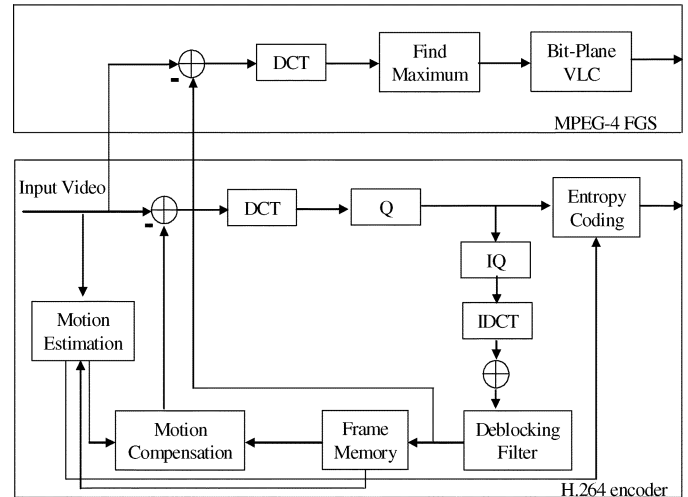 DCT
Find
Maximum
Bit-Plane
VLC
-
MPEG-4 FGS
Input Video
DCT
Q
Entropy
Coding
-
IQ
IDCT
Motion
Estimation
Motion
Compensation
Frame
Memory
Deblocking
Filter
H.264 encoder